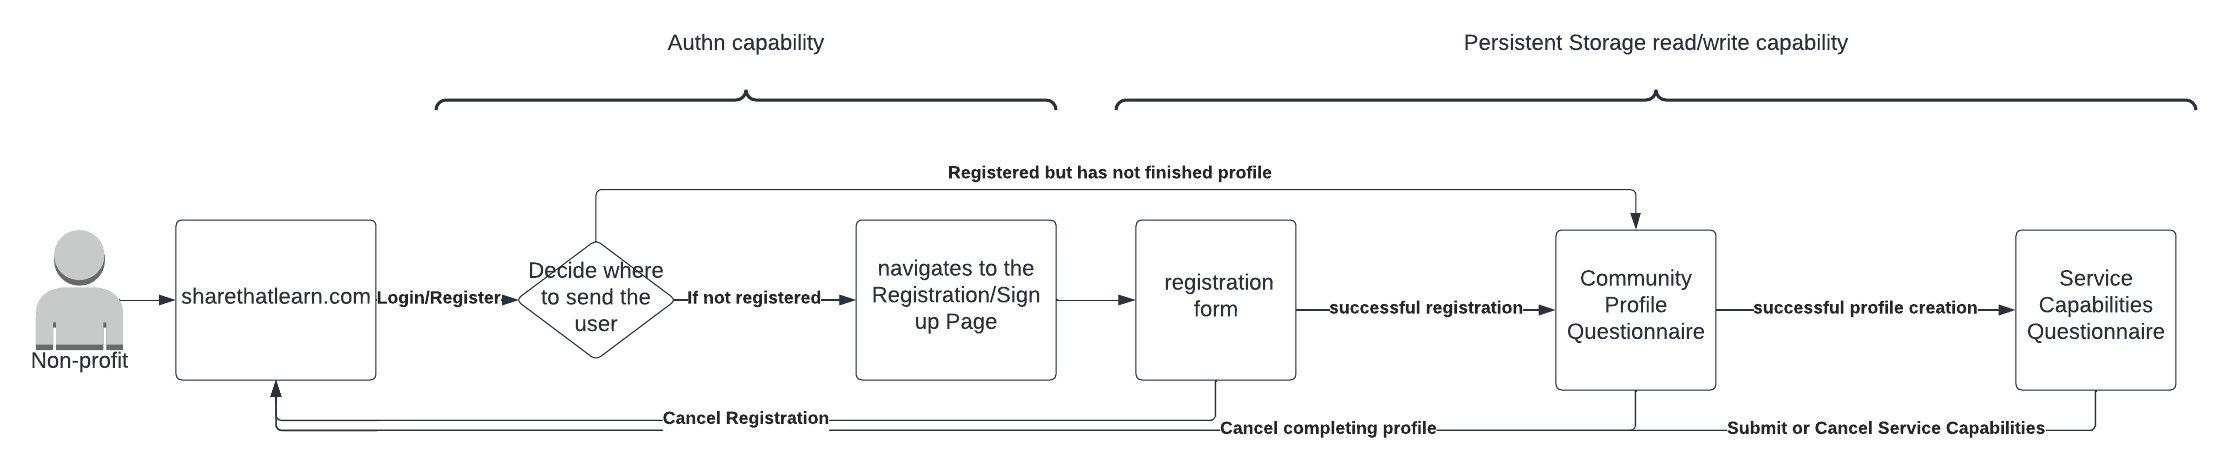 Authn capability
Persistent Storage read/write capability
Registered but has not finished profile
Non-profit
sharethatlearn.com
Login/Register
Decide where
to send the
user
If not registered
navigates to the
Registration/Sign
up Page
registration
form
successful registration
Community
Profile
Questionnaire
successful profile creation
Service
Capabilities
Questionnaire
Cancel Registration
Cancel completing profile
Submit or Cancel Service Capabilities